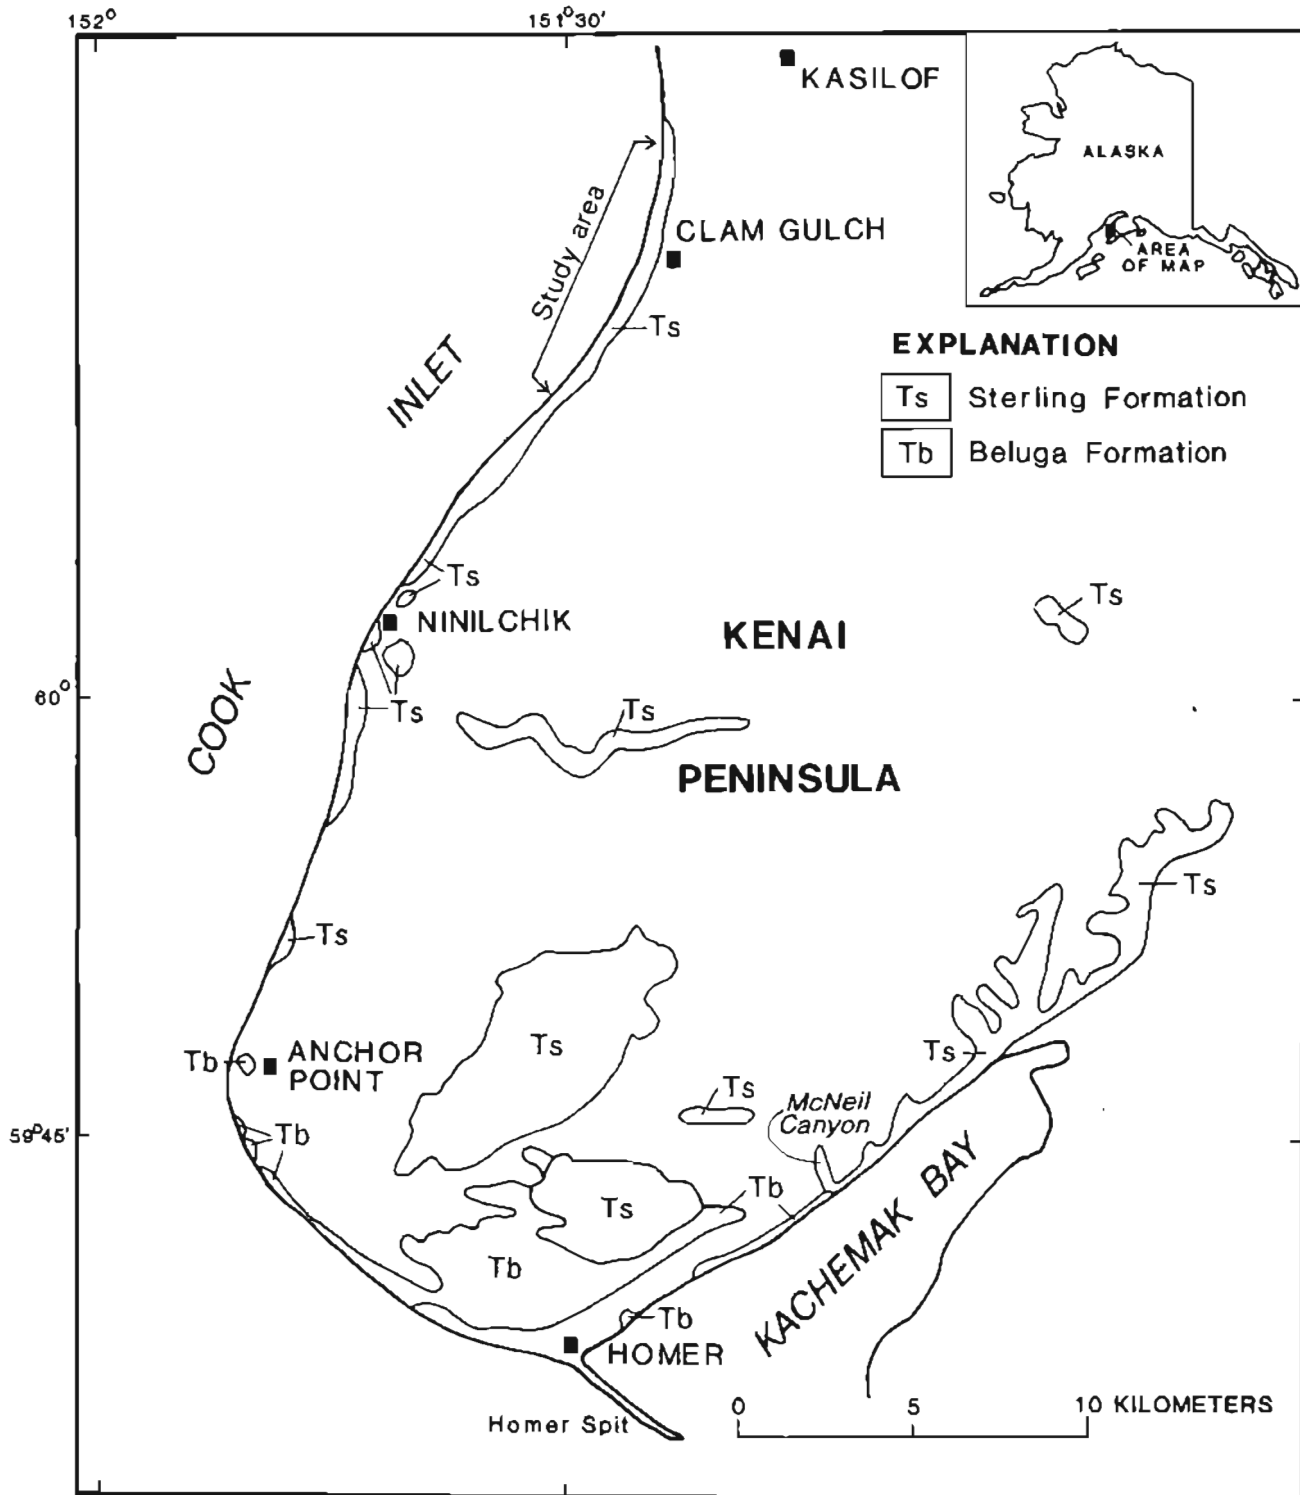 152°
151°30'
KASILOF
ALASKA
AREA
OF MAP
Study area
CLAM GULCH
Ts
INLET
EXPLANATION
Ts Sterling Formation
Tb Beluga Formation
Ts
NINILCHIK
Ts
KENAI
60°
Ts
Ts
COOK
PENINSULA
Ts
Ts
Ts
Tb
ANCHOR
POINT
Ts
Ts
McNeil
Canyon
59°45'
Tb
Ts
Tb
Tb
KACHEMAK BAY
Tb
HOMER
Homer Spit
0 5 10 KILOMETERS